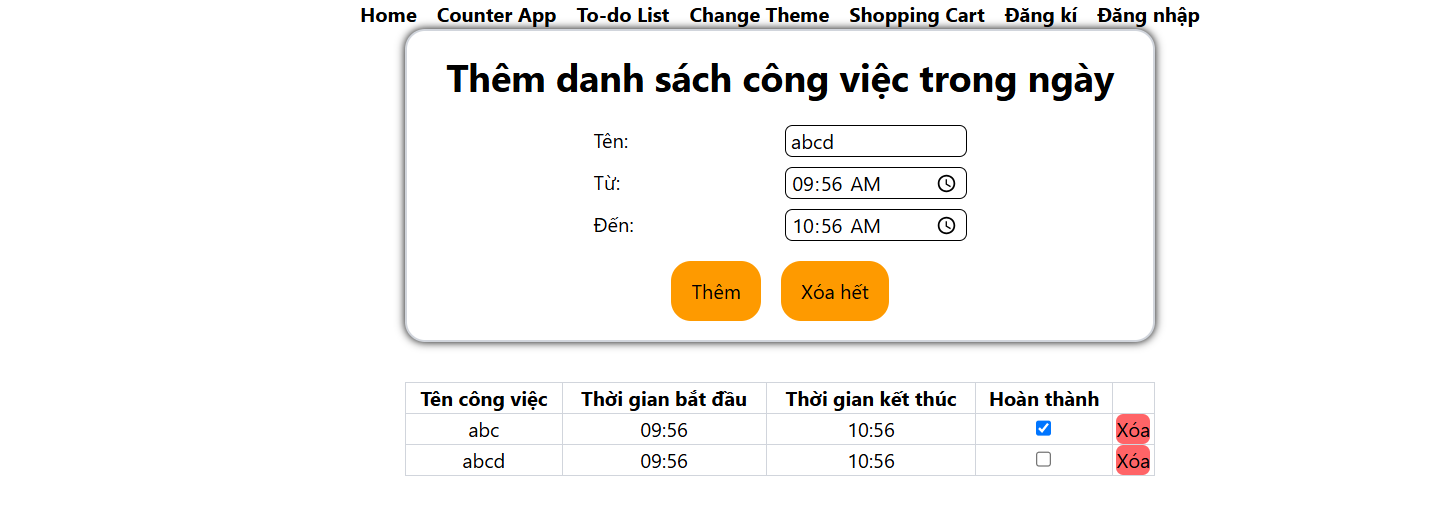 Home Counter App To-do List Change Theme Shopping Cart Đăng kí Đăng nhập
Thêm danh sách công việc trong ngày
Tên: abcd
Từ: 09:56 AM
Đến: 10:56 AM
Thêm Xóa hết
Tên công việc Thời gian bắt đầu Thời gian kết thúc Hoàn thành
abc 09:56 10:56 Xóa
abcd 09:56 10:56 Xóa